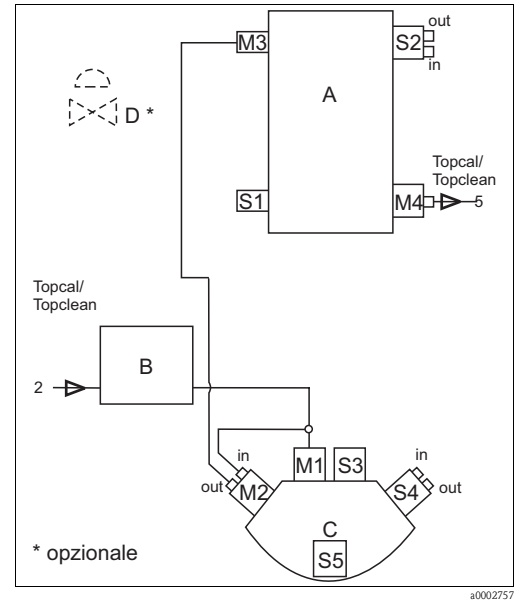 M3
S2
out
in
A
D *
Topcal/
Topclean
S1
M4
5
Topcal/
Topclean
B
2
in
out
M2
M1
S3
in
out
S4
C
S5
* opzionale
a0002757